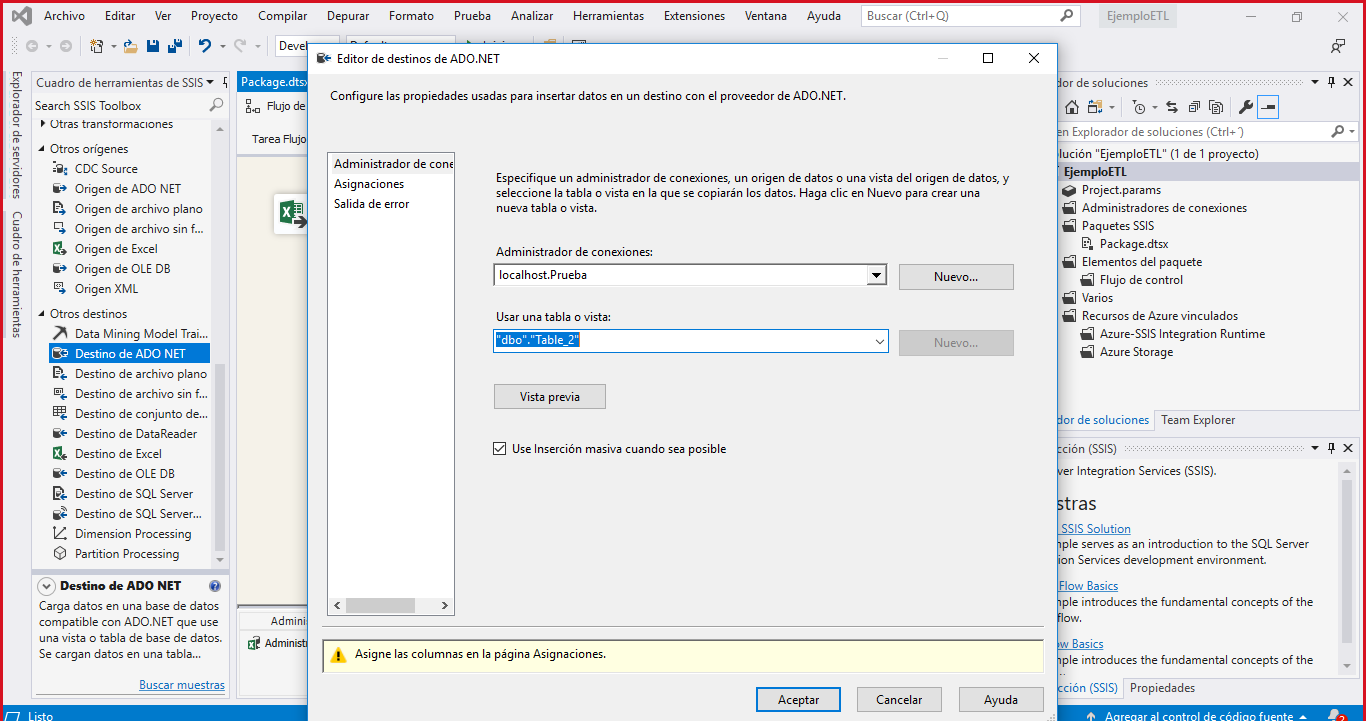 Archivo Editar Ver Proyecto Compilar Depurar Formato Prueba Analizar Herramientas Extensiones Ventana Ayuda Buscar (Ctrl+Q) EjemploETL
Explorador de servidores
Cuadro de herramientas
Cuadro de herramientas de SSIS
Search SSIS Toolbox
Otras transformaciones
Otros orígenes
CDC Source
Origen de ADO NET
Origen de archivo plano
Origen de archivo sin f...
Origen de Excel
Origen de OLE DB
Origen XML
Otros destinos
Data Mining Model Trai...
Destino de ADO NET
Destino de archivo plano
Destino de archivo sin f...
Destino de conjunto de...
Destino de DataReader
Destino de Excel
Destino de OLE DB
Destino de SQL Server
Destino de SQL Server...
Dimension Processing
Partition Processing
Destino de ADO NET
Carga datos en una base de datos
compatible con ADO.NET que use
una vista o tabla de base de datos.
Se cargan datos en una tabla...
Buscar muestras
Devel
Package.dtsx
Flujo de
Tarea Flujo
Adminis
Administr
Editor de destinos de ADO.NET
Configure las propiedades usadas para insertar datos en un destino con el proveedor de ADO.NET.
Administrador de cone
Asignaciones
Salida de error
Especifique un administrador de conexiones, un origen de datos o una vista del origen de datos, y
seleccione la tabla o vista en la que se copiarán los datos. Haga clic en Nuevo para crear una
nueva tabla o vista.
Administrador de conexiones:
localhost.Prueba
Nuevo...
Usar una tabla o vista:
"dbo"."Table_2"
Nuevo...
Vista previa
Use Inserción masiva cuando sea posible
Asigne las columnas en la página Asignaciones.
Aceptar Cancelar Ayuda
dor de soluciones
en Explorador de soluciones (Ctrl+´)
lución "EjemploETL" (1 de 1 proyecto)
EjemploETL
Project.params
Administradores de conexiones
Paquetes SSIS
Package.dtsx
Elementos del paquete
Flujo de control
Varios
Recursos de Azure vinculados
Azure-SSIS Integration Runtime
Azure Storage
dor de soluciones Team Explorer
cción (SSIS)
ver Integration Services (SSIS).
stras
SSIS Solution
mple serves as an introduction to the SQL Server
ion Services development environment.
Flow Basics
mple introduces the fundamental concepts of the
flow.
ow Basics
mple introduces the fundamental concepts of the
cción (SSIS) Propiedades
Listo
Agregar al control de código fuente
2